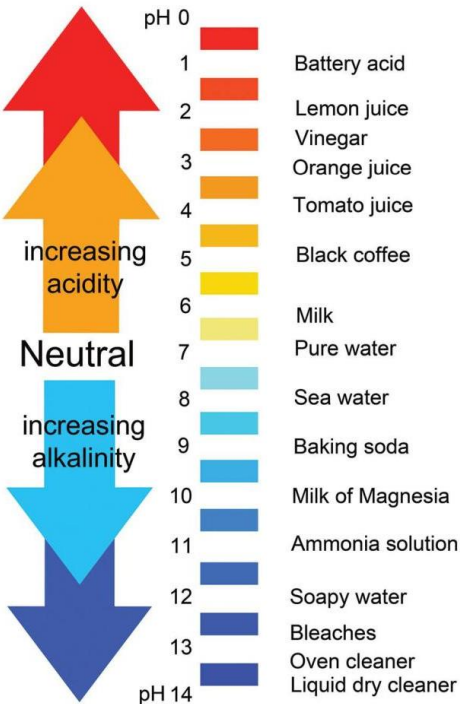 pH 0
1
Battery acid
2
Lemon juice
Vinegar
3
Orange juice
4
Tomato juice
increasing
acidity
5
Black coffee
6
Milk
Neutral
7
Pure water
8
Sea water
increasing
alkalinity
9
Baking soda
10
Milk of Magnesia
11
Ammonia solution
12
Soapy water
13
Bleaches
Oven cleaner
pH 14
Liquid dry cleaner